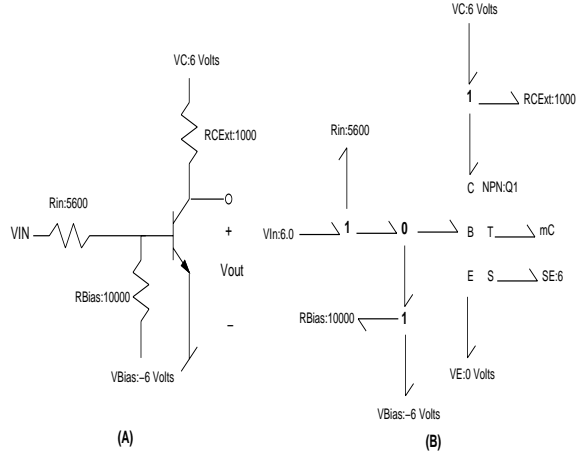 VC:6 Volts
RCExt:1000
Rin:5600
VIN
+
Vout
RBias:10000
–
VBias:–6 Volts
(A)
VC:6 Volts
1
RCExt:1000
Rin:5600
C NPN:Q1
VIn:6.0
1
0
B T mC
E S SE:6
RBias:10000
1
VE:0 Volts
VBias:–6 Volts
(B)